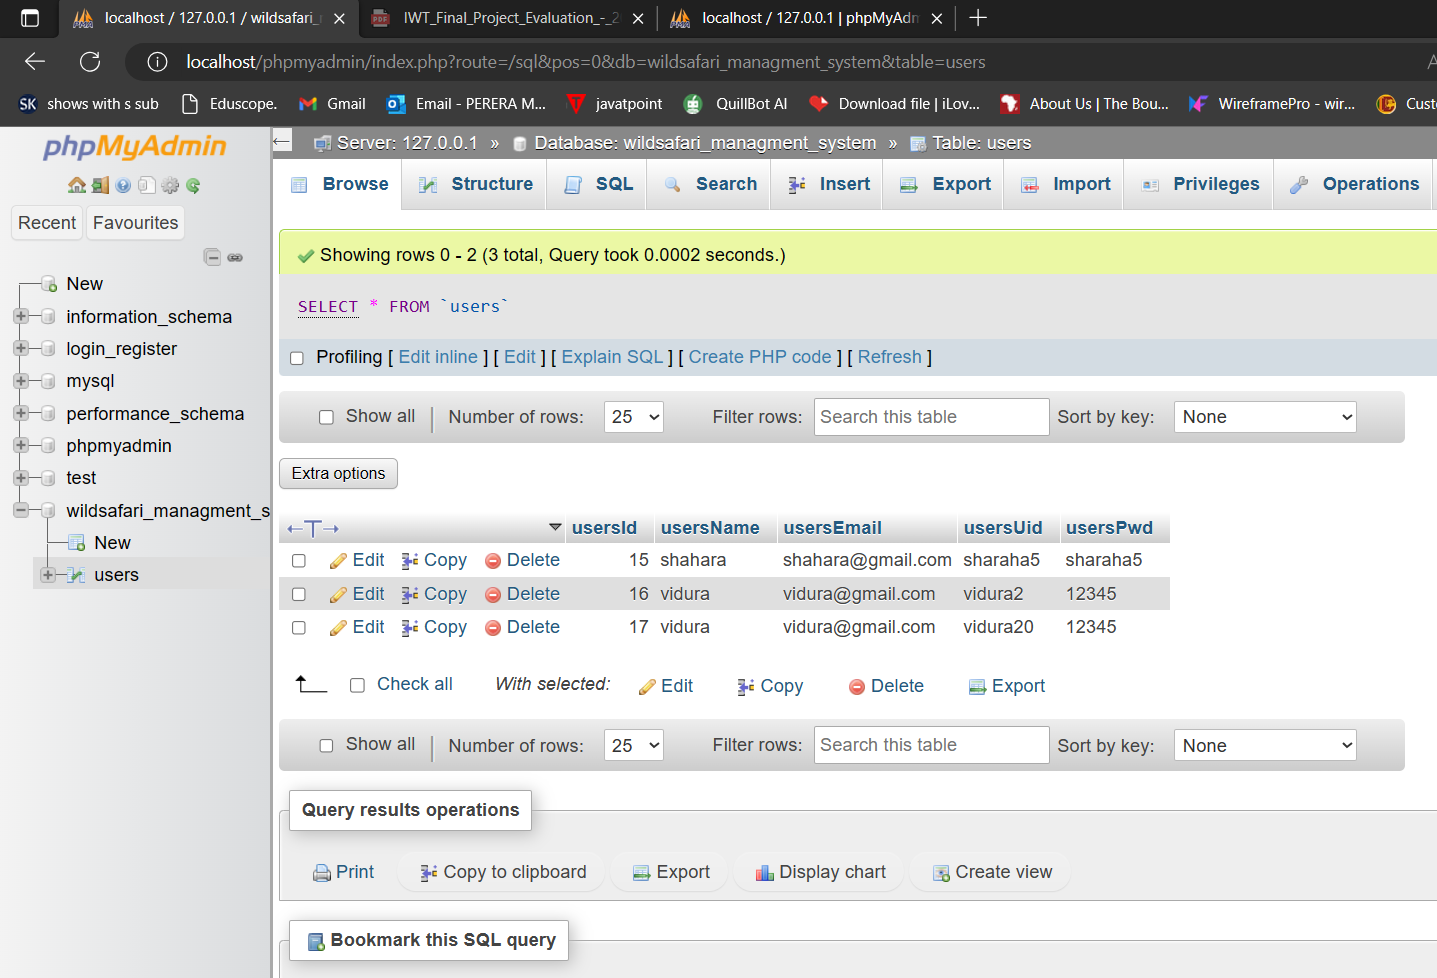 localhost / 127.0.0.1 / wildsafari_
IWT_Final_Project_Evaluation_-_2
localhost / 127.0.0.1 | phpMyAdm
localhost/phpmyadmin/index.php?route=/sql&pos=0&db=wildsafari_managment_system&table=users
SK shows with s sub
Eduscope.
Gmail
Email - PERERA M...
javatpoint
QuillBot AI
Download file | iLov...
About Us | The Bou...
WireframePro - wir...
Cust
phpMyAdmin
Recent Favourites
New
information_schema
login_register
mysql
performance_schema
phpmyadmin
test
wildsafari_managment_s
New
users
Server: 127.0.0.1 » Database: wildsafari_managment_system » Table: users
Browse Structure SQL Search Insert Export Import Privileges Operations
Showing rows 0 - 2 (3 total, Query took 0.0002 seconds.)
SELECT * FROM `users`
Profiling [ Edit inline ] [ Edit ] [ Explain SQL ] [ Create PHP code ] [ Refresh ]
Show all | Number of rows: 25 Filter rows: Search this table Sort by key: None
Extra options
←T→ usersId usersName usersEmail usersUid usersPwd
Edit Copy Delete 15 shahara shahara@gmail.com sharaha5 sharaha5
Edit Copy Delete 16 vidura vidura@gmail.com vidura2 12345
Edit Copy Delete 17 vidura vidura@gmail.com vidura20 12345
Check all With selected: Edit Copy Delete Export
Show all | Number of rows: 25 Filter rows: Search this table Sort by key: None
Query results operations
Print Copy to clipboard Export Display chart Create view
Bookmark this SQL query